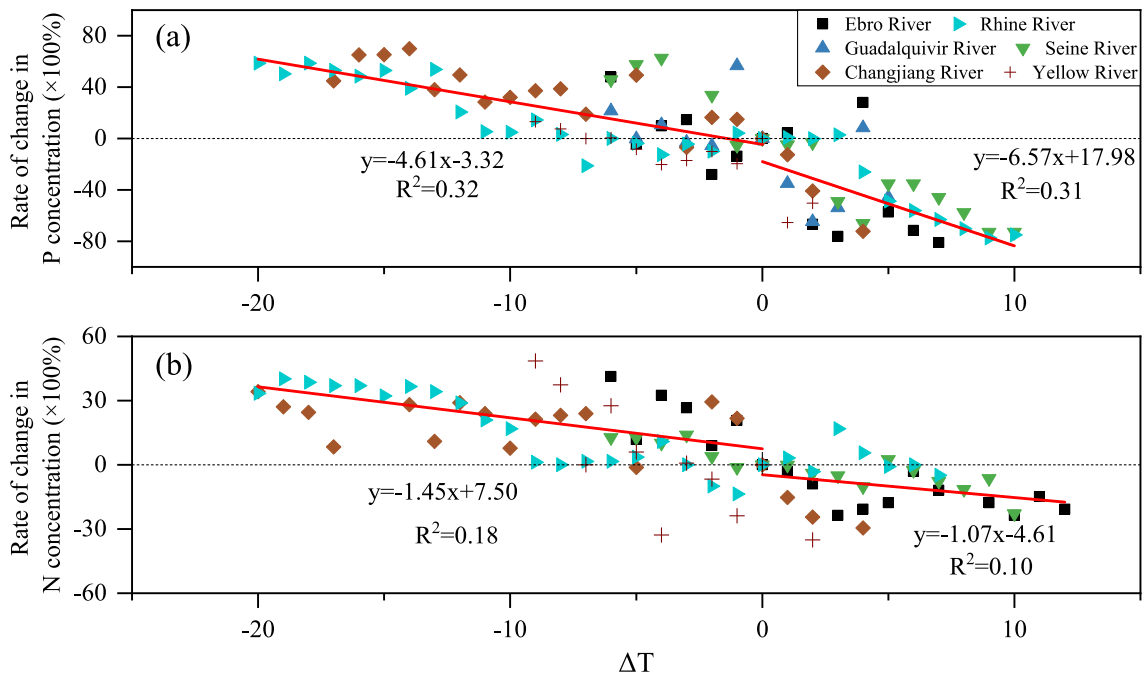 (a)
Ebro River Rhine River
Guadalquivir River Seine River
Changjiang River Yellow River
Rate of change in
P concentration (×100%)
80
40
0
-40
-80
y=-4.61x-3.32
R²=0.32
y=-6.57x+17.98
R²=0.31
-20 -10 0 10
(b)
Rate of change in
N concentration (×100%)
60
30
0
-30
-60
y=-1.45x+7.50
R²=0.18
y=-1.07x-4.61
R²=0.10
-20 -10 0 10
ΔT